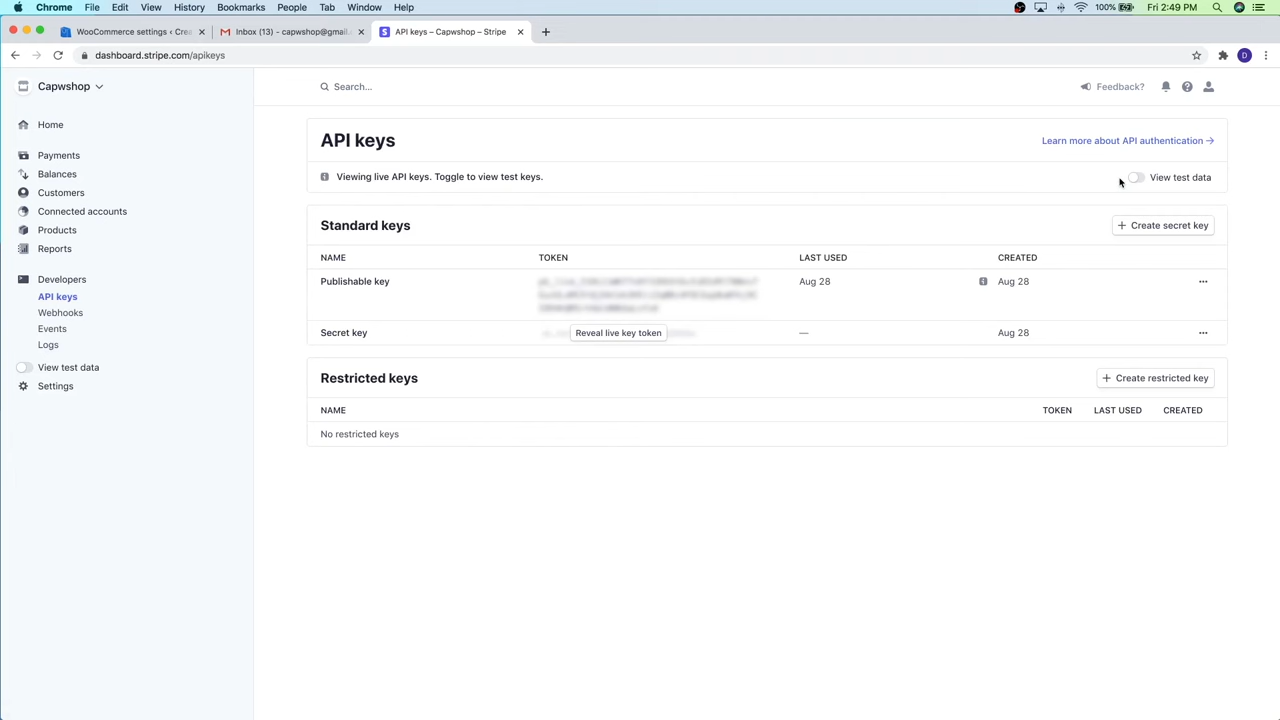 Chrome File Edit View History Bookmarks People Tab Window Help 100% Fri 2:49 PM
WooCommerce settings ‹ Crea Inbox (13) - capwshop@gmail. API keys – Capwshop – Stripe
dashboard.stripe.com/apikeys D
Capwshop
Search...
Feedback?
Home
Payments
Balances
Customers
Connected accounts
Products
Reports
Developers
API keys
Webhooks
Events
Logs
View test data
Settings
API keys
Learn more about API authentication →
Viewing live API keys. Toggle to view test keys.
View test data
Standard keys
+ Create secret key
NAME TOKEN LAST USED CREATED
Publishable key Aug 28 Aug 28 ...
Secret key Reveal live key token — Aug 28 ...
Restricted keys
+ Create restricted key
NAME TOKEN LAST USED CREATED
No restricted keys